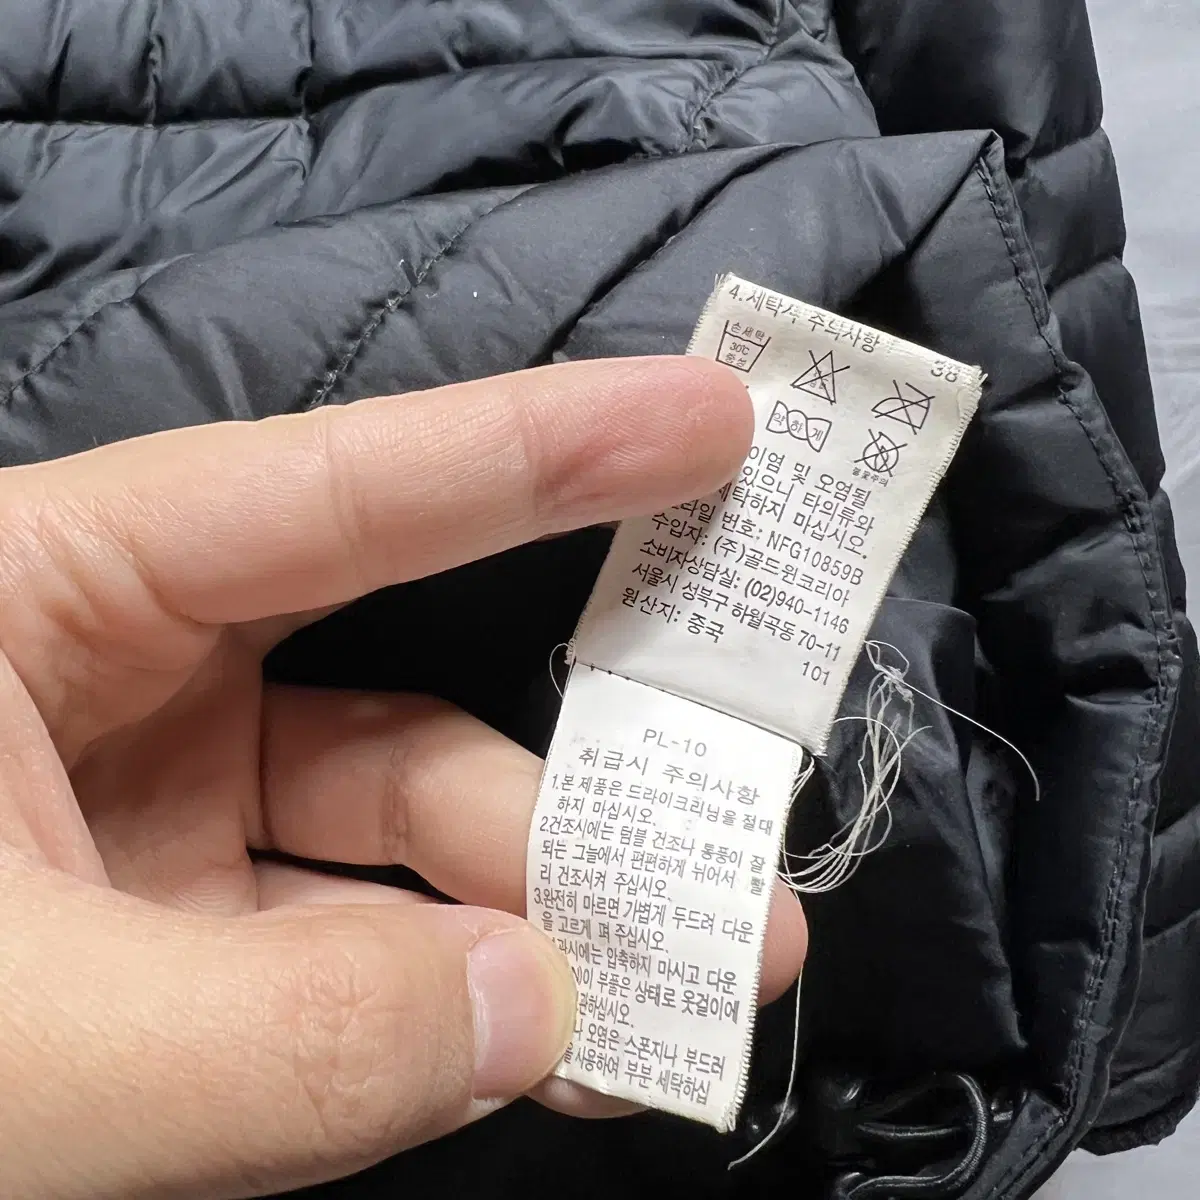 4. 세탁시 주의사항
38
손세탁
30℃
중성
약하게
불꽃주의
이염 및 오염될
있으니 타의류와
세탁하지 마십시오.
번호: NFG10859B
수입자: (주)골드윈코리아
소비자상담실: (02)940-1146
서울시 성북구 하월곡동 70-11
원산지: 중국
101
PL-10
취급시 주의사항
1.본 제품은 드라이크리닝을 절대
하지 마십시오.
2.건조시에는 텀블 건조나 통풍이 잘
되는 그늘에서 편편하게 뉘어서 빨
리 건조시켜 주십시오.
3.완전히 마르면 가볍게 두드려 다운
을 고르게 펴 주십시오.
압축하지 마시고 다운
이 부풀은 상태로 옷걸이에
오염은 스폰지나 부드러
사용하여 부분 세탁하십